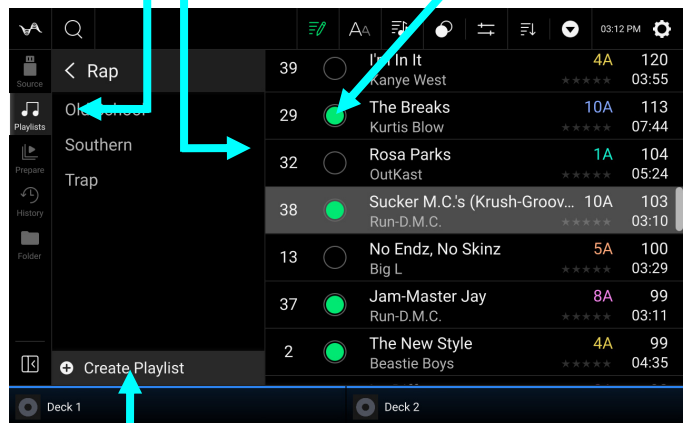 AA
03:12 PM
Source
Playlists
Prepare
History
Folder
Rap
Southern
Trap
Create Playlist
39 I'm In It 4A 120
Kanye West 03:55
29 The Breaks 10A 113
Kurtis Blow 07:44
32 Rosa Parks 1A 104
OutKast 05:24
38 Sucker M.C.'s (Krush-Groov... 10A 103
Run-D.M.C. 03:10
13 No Endz, No Skinz 5A 100
Big L 03:29
37 Jam-Master Jay 8A 99
Run-D.M.C. 03:11
2 The New Style 4A 99
Beastie Boys 04:35
Deck 1
Deck 2